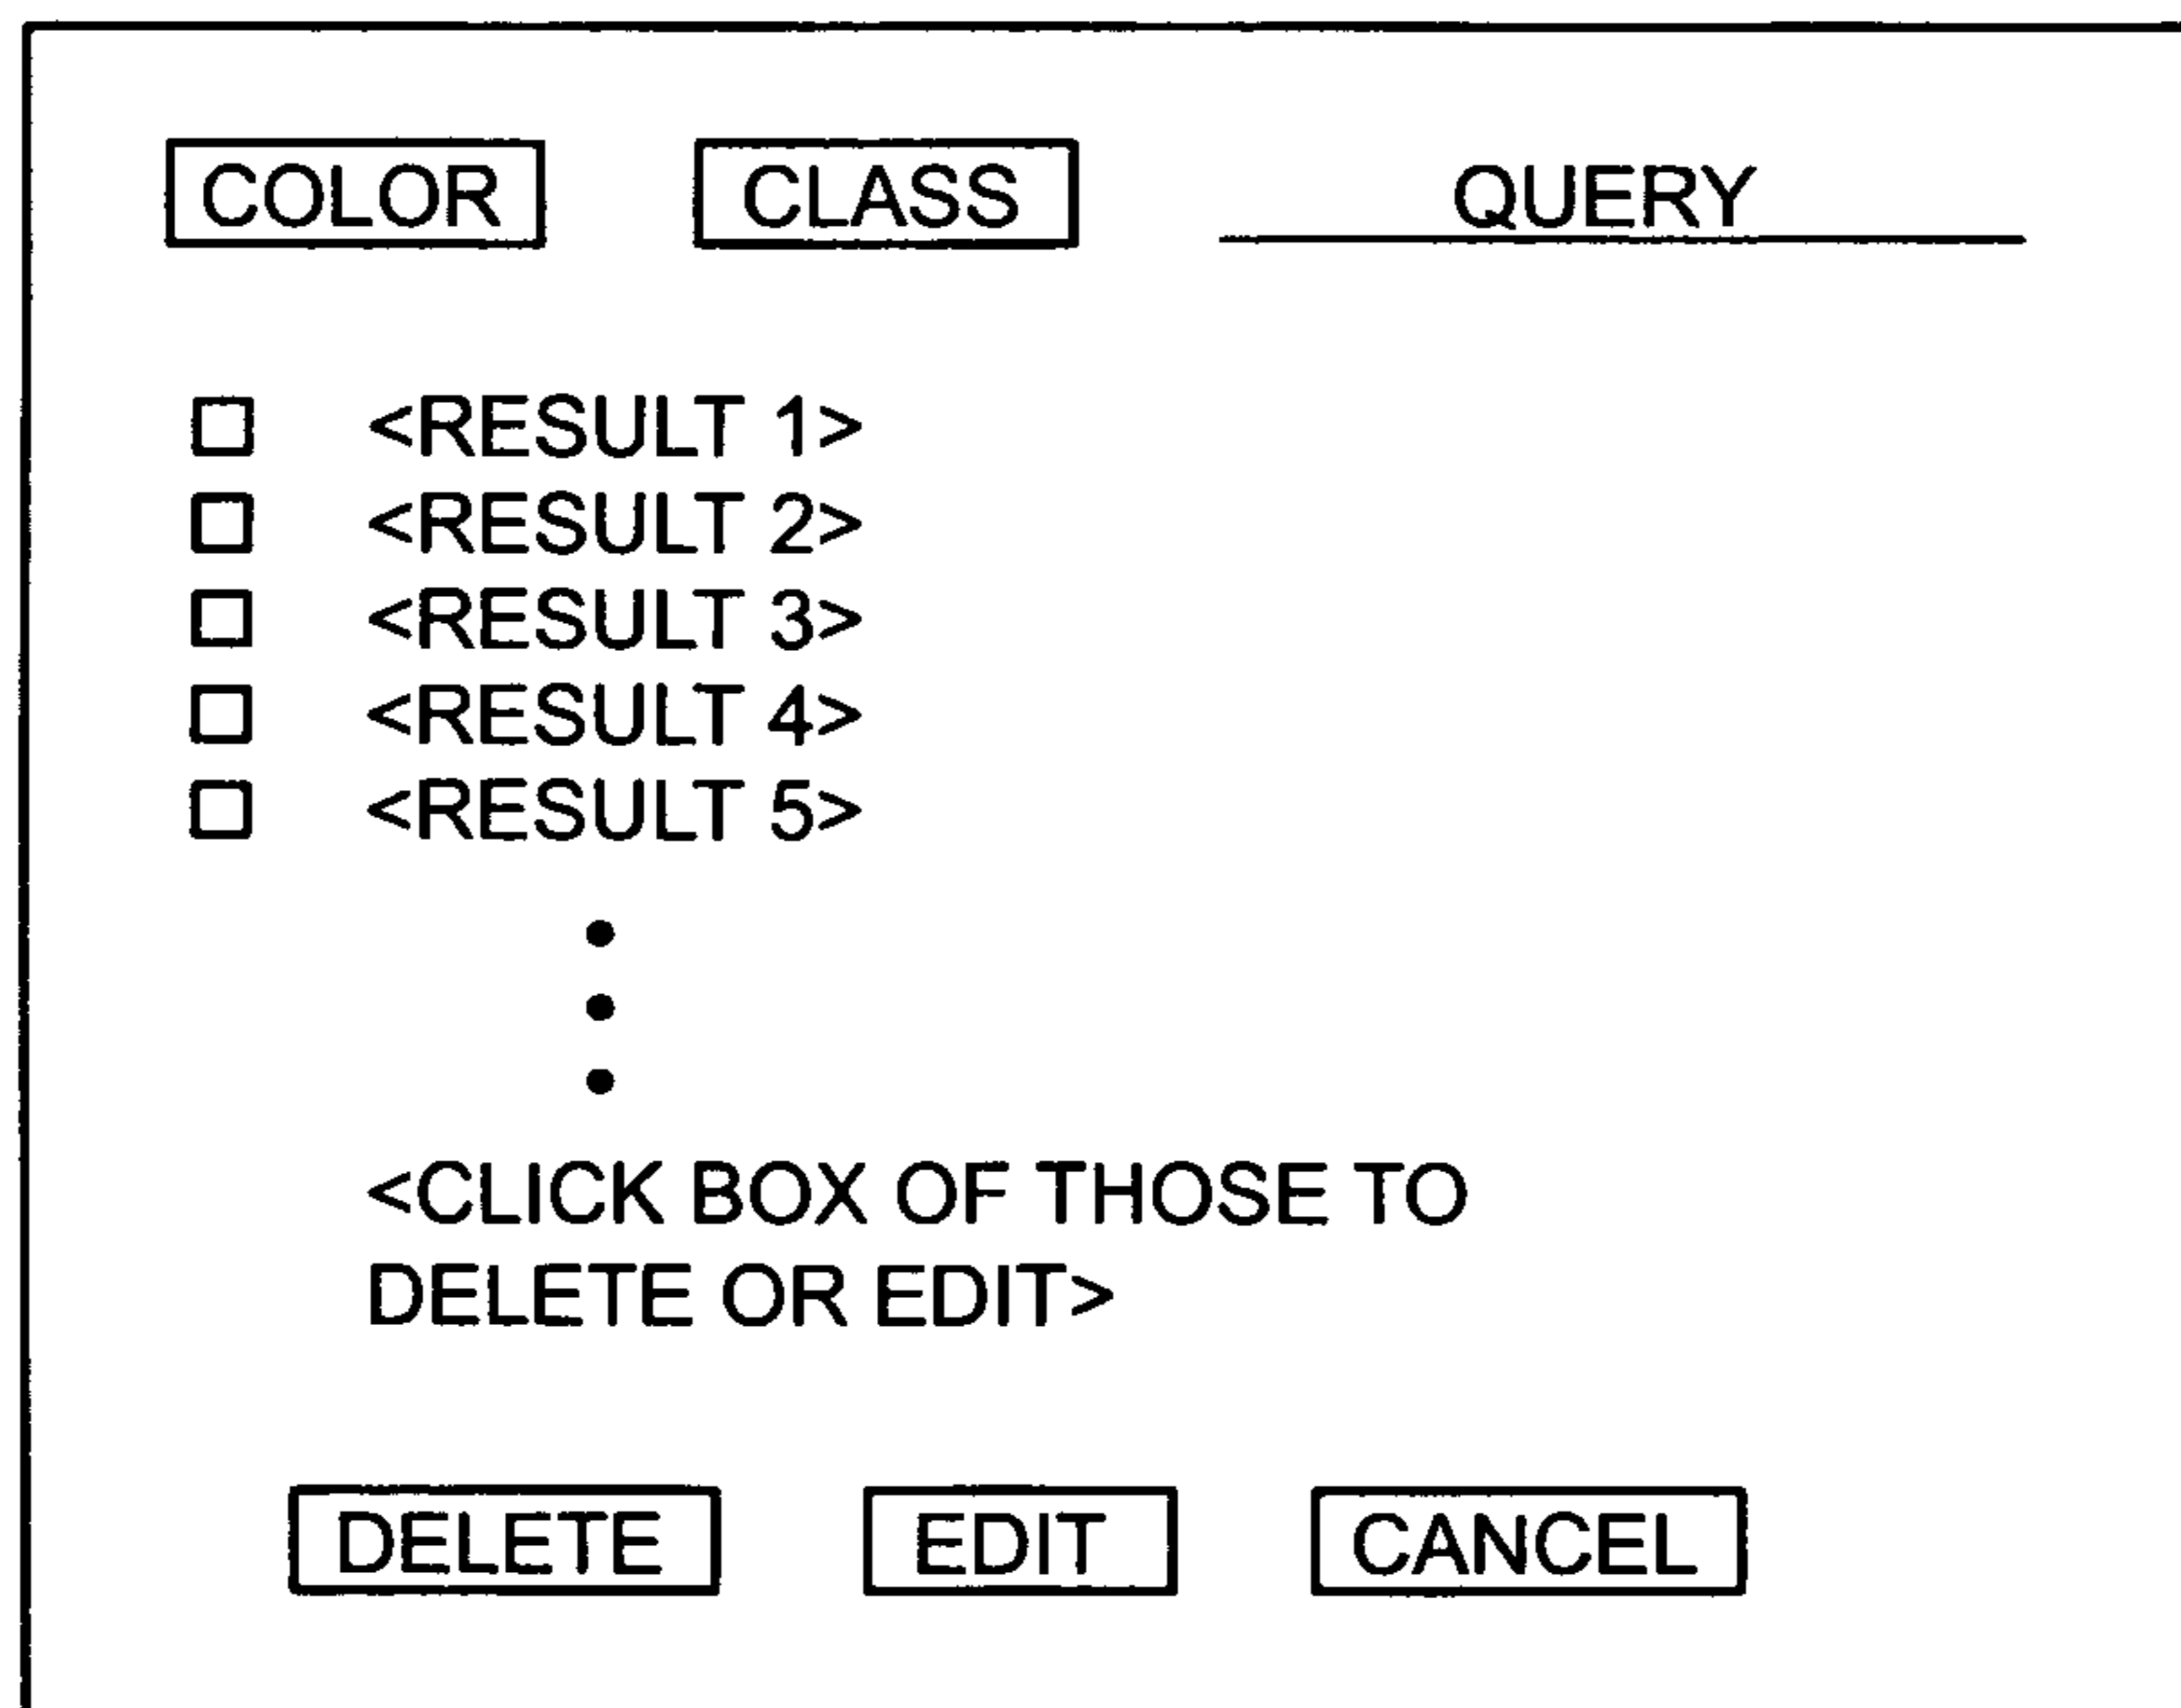 COLOR CLASS QUERY
<RESULT 1>
<RESULT 2>
<RESULT 3>
<RESULT 4>
<RESULT 5>
<CLICK BOX OF THOSE TO
DELETE OR EDIT>
DELETE EDIT CANCEL